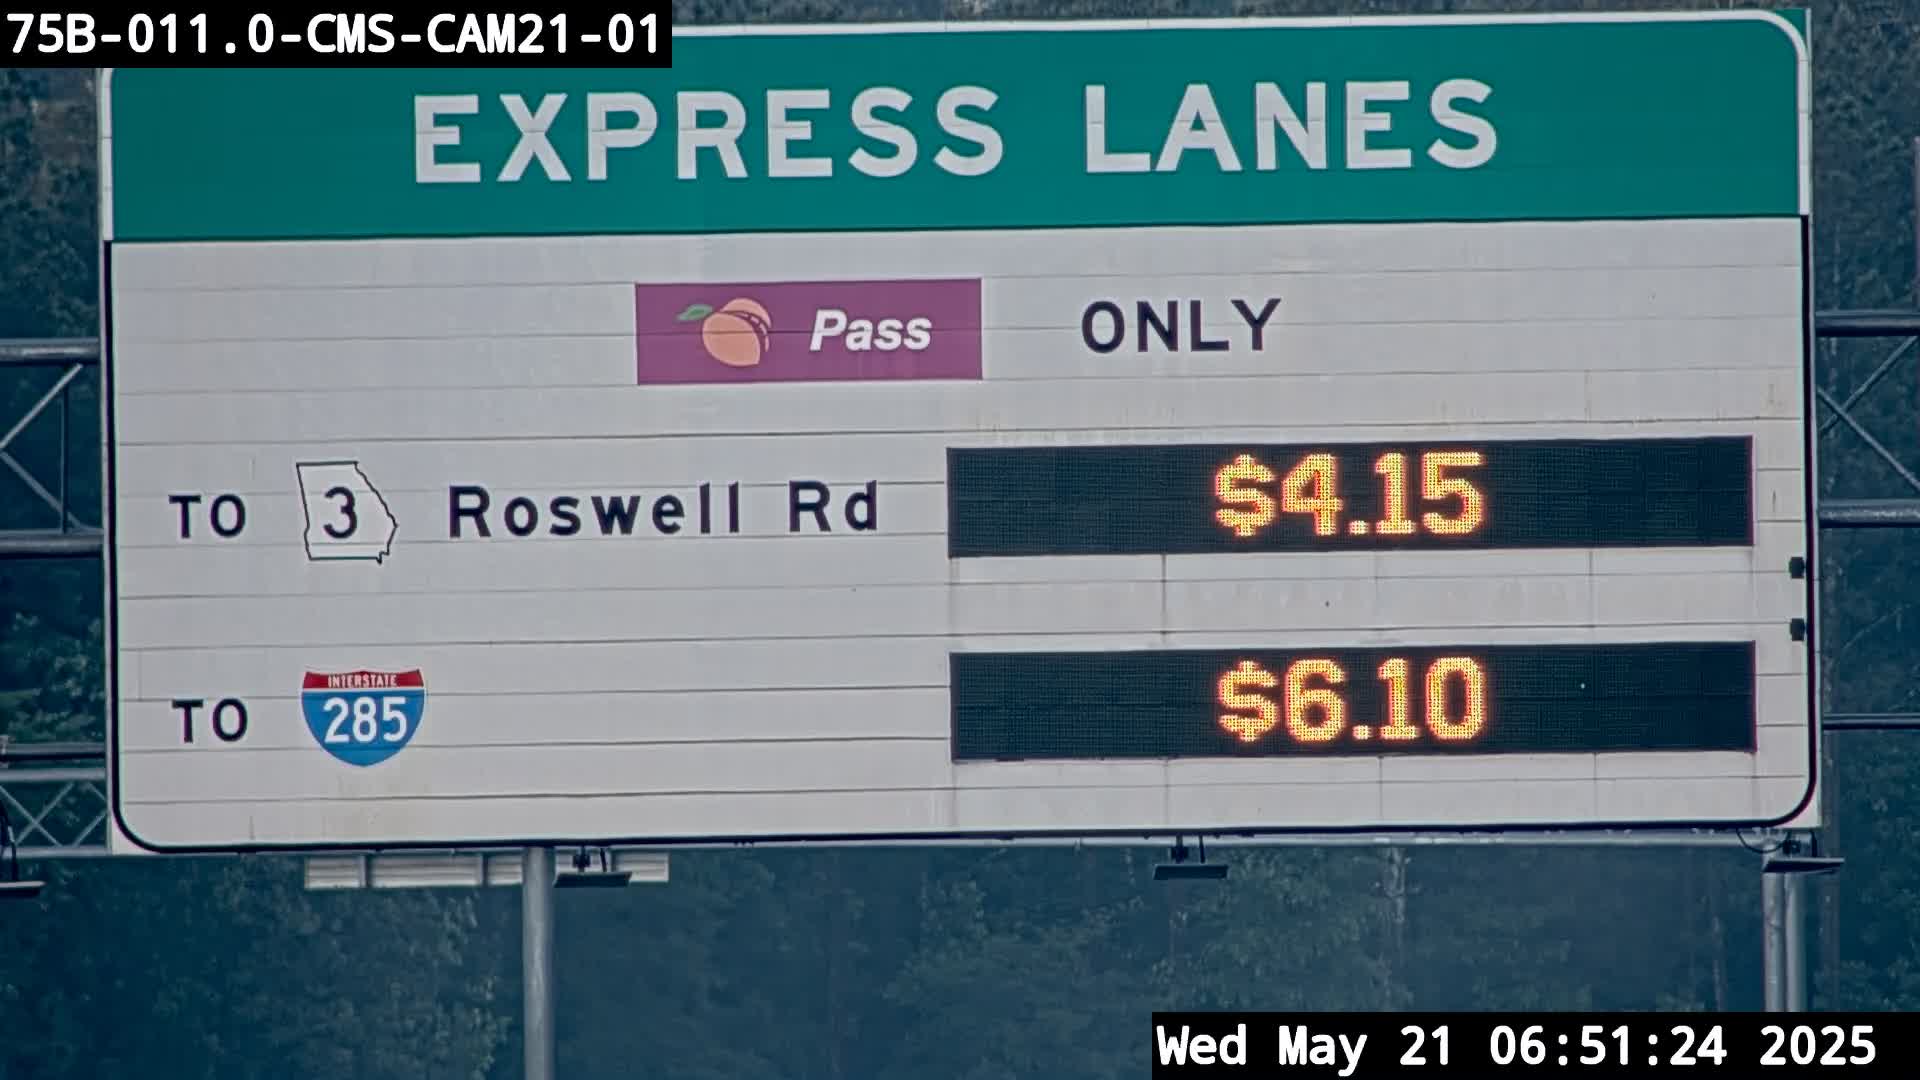 75B-011.0-CMS-CAM21-01
EXPRESS LANES
Pass ONLY
TO 3 Roswell Rd $4.15
INTERSTATE
TO 285 $6.10
Wed May 21 06:51:24 2025